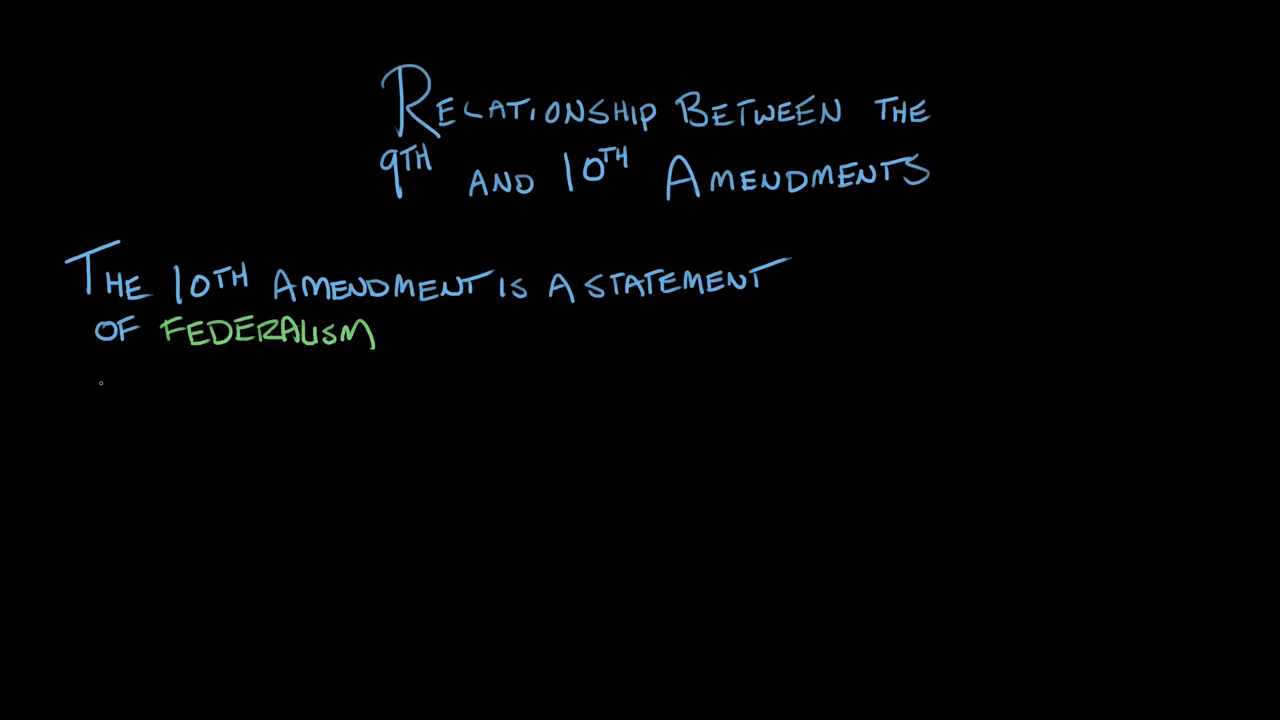 RELATIONSHIP BETWEEN THE
9TH AND 10TH AMENDMENTS
THE 10TH AMENDMENT IS A STATEMENT
OF FEDERALISM